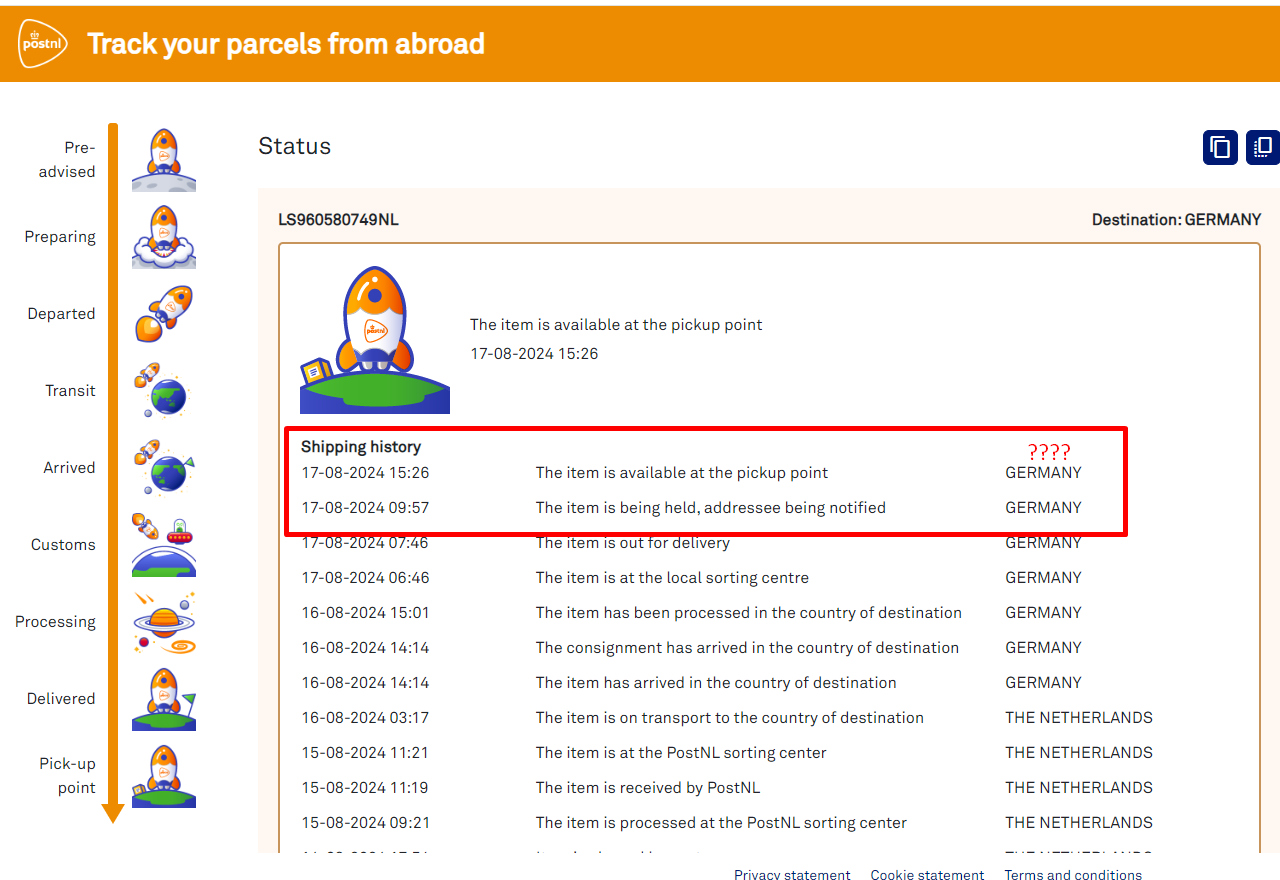 postnl
Track your parcels from abroad
Pre-
advised
Preparing
Departed
Transit
Arrived
Customs
Processing
Delivered
Pick-up
point
Status
LS960580749NL Destination: GERMANY
The item is available at the pickup point
17-08-2024 15:26
Shipping history ????
17-08-2024 15:26 The item is available at the pickup point GERMANY
17-08-2024 09:57 The item is being held, addressee being notified GERMANY
17-08-2024 07:46 The item is out for delivery GERMANY
17-08-2024 06:46 The item is at the local sorting centre GERMANY
16-08-2024 15:01 The item has been processed in the country of destination GERMANY
16-08-2024 14:14 The consignment has arrived in the country of destination GERMANY
16-08-2024 14:14 The item has arrived in the country of destination GERMANY
16-08-2024 03:17 The item is on transport to the country of destination THE NETHERLANDS
15-08-2024 11:21 The item is at the PostNL sorting center THE NETHERLANDS
15-08-2024 11:19 The item is received by PostNL THE NETHERLANDS
15-08-2024 09:21 The item is processed at the PostNL sorting center THE NETHERLANDS
Privacy statement Cookie statement Terms and conditions